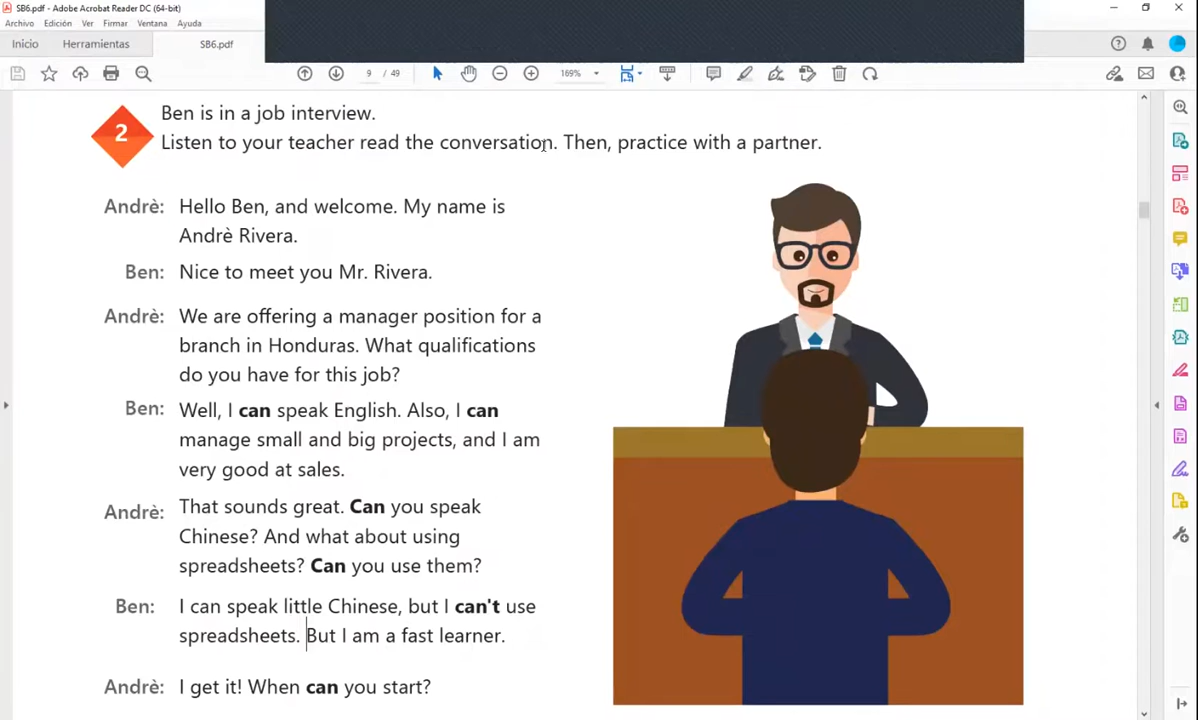 SB6.pdf - Adobe Acrobat Reader DC (64-bit)
Archivo Edición Ver Firmar Ventana Ayuda
Inicio Herramientas SB6.pdf
9 / 49 169%
2
Ben is in a job interview.
Listen to your teacher read the conversation. Then, practice with a partner.
Andrè: Hello Ben, and welcome. My name is
Andrè Rivera.
Ben: Nice to meet you Mr. Rivera.
Andrè: We are offering a manager position for a
branch in Honduras. What qualifications
do you have for this job?
Ben: Well, I can speak English. Also, I can
manage small and big projects, and I am
very good at sales.
Andrè: That sounds great. Can you speak
Chinese? And what about using
spreadsheets? Can you use them?
Ben: I can speak little Chinese, but I can't use
spreadsheets. But I am a fast learner.
Andrè: I get it! When can you start?